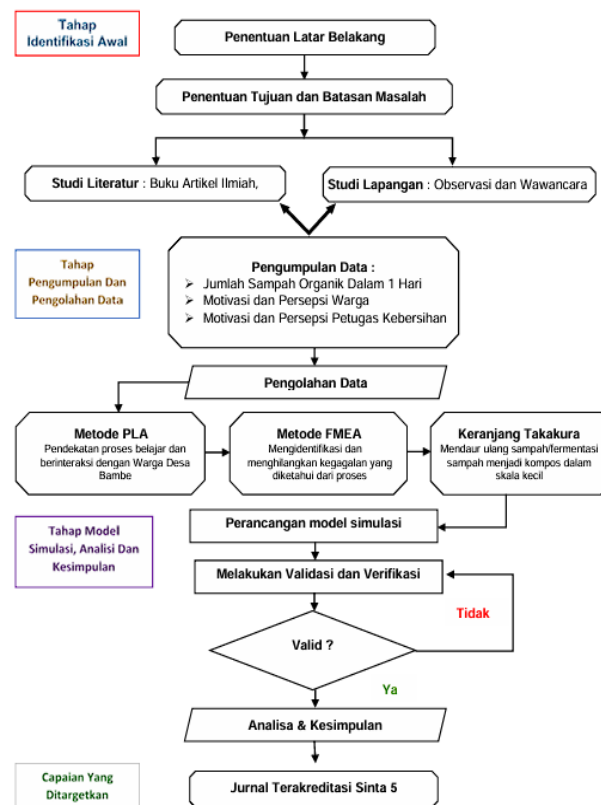 Tahap
Identifikasi Awal
Penentuan Latar Belakang
Penentuan Tujuan dan Batasan Masalah
Studi Literatur : Buku Artikel Ilmiah,
Studi Lapangan : Observasi dan Wawancara
Tahap
Pengumpulan Dan
Pengolahan Data
Pengumpulan Data :
➢ Jumlah Sampah Organik Dalam 1 Hari
➢ Motivasi dan Persepsi Warga
➢ Motivasi dan Persepsi Petugas Kebersihan
Pengolahan Data
Metode PLA
Pendekatan proses belajar dan
berinteraksi dengan Warga Desa
Bambe
Metode FMEA
Mengidentifikasi dan
menghilangkan kegagalan yang
diketahui dari proses
Keranjang Takakura
Mendaur ulang sampah/fermentasi
sampah menjadi kompos dalam
skala kecil
Tahap Model
Simulasi, Analisi Dan
Kesimpulan
Perancangan model simulasi
Melakukan Validasi dan Verifikasi
Tidak
Valid ?
Ya
Analisa & Kesimpulan
Capaian Yang
Ditargetkan
Jurnal Terakreditasi Sinta 5